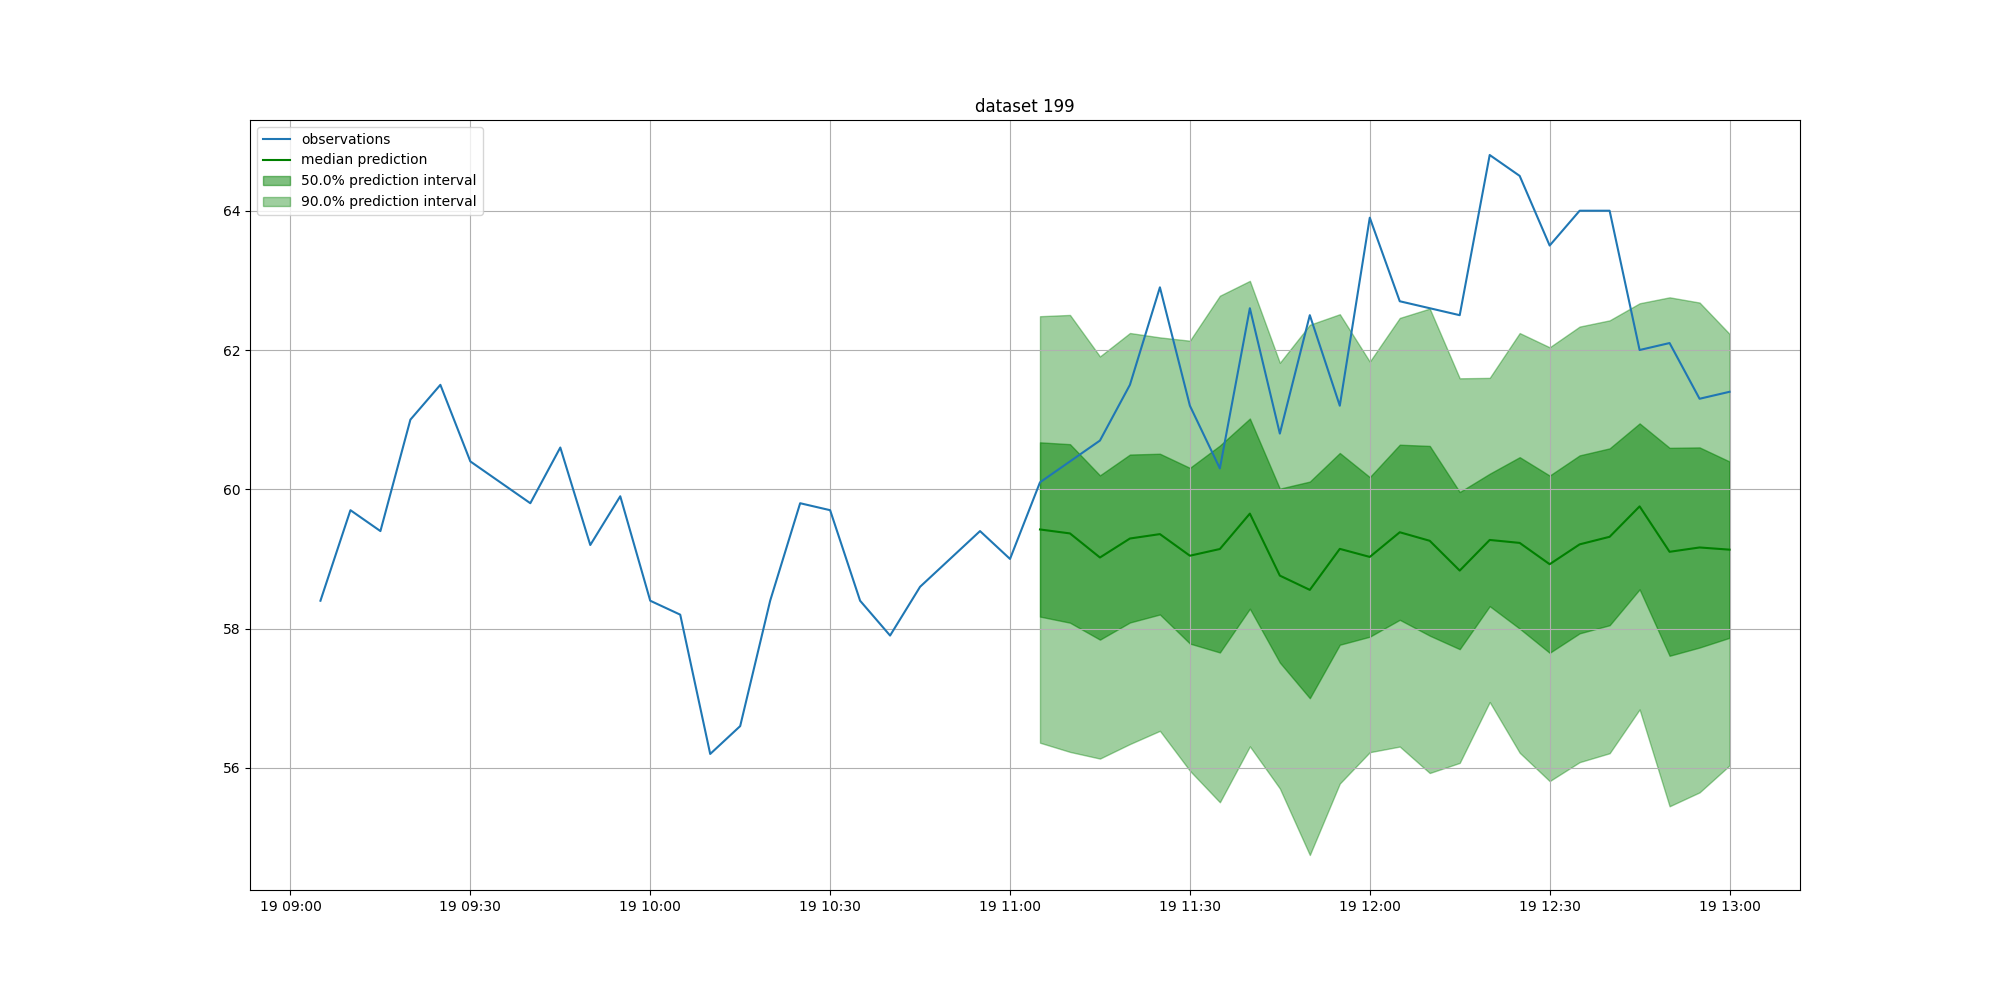 dataset 199
observations
median prediction
50.0% prediction interval
90.0% prediction interval
64
62
60
58
56
19 09:00 19 09:30 19 10:00 19 10:30 19 11:00 19 11:30 19 12:00 19 12:30 19 13:00